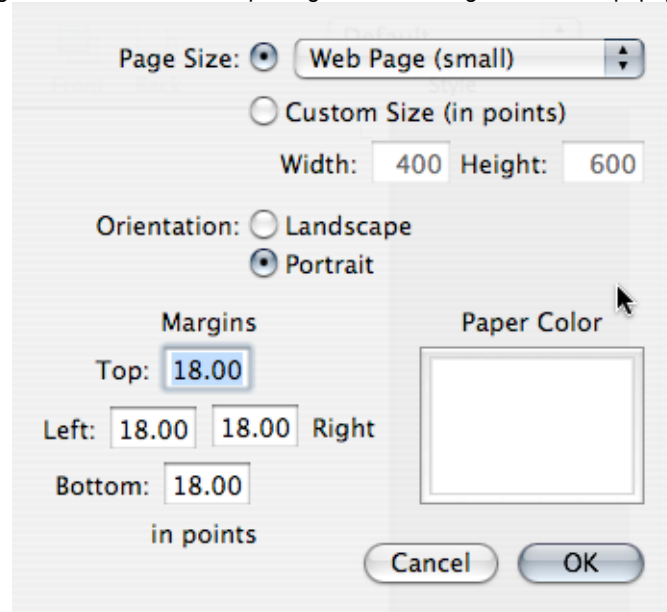 Page Size: Web Page (small)
Custom Size (in points)
Width: 400 Height: 600
Orientation: Landscape
Portrait
Margins
Paper Color
Top: 18.00
Left: 18.00 18.00 Right
Bottom: 18.00
in points
Cancel OK